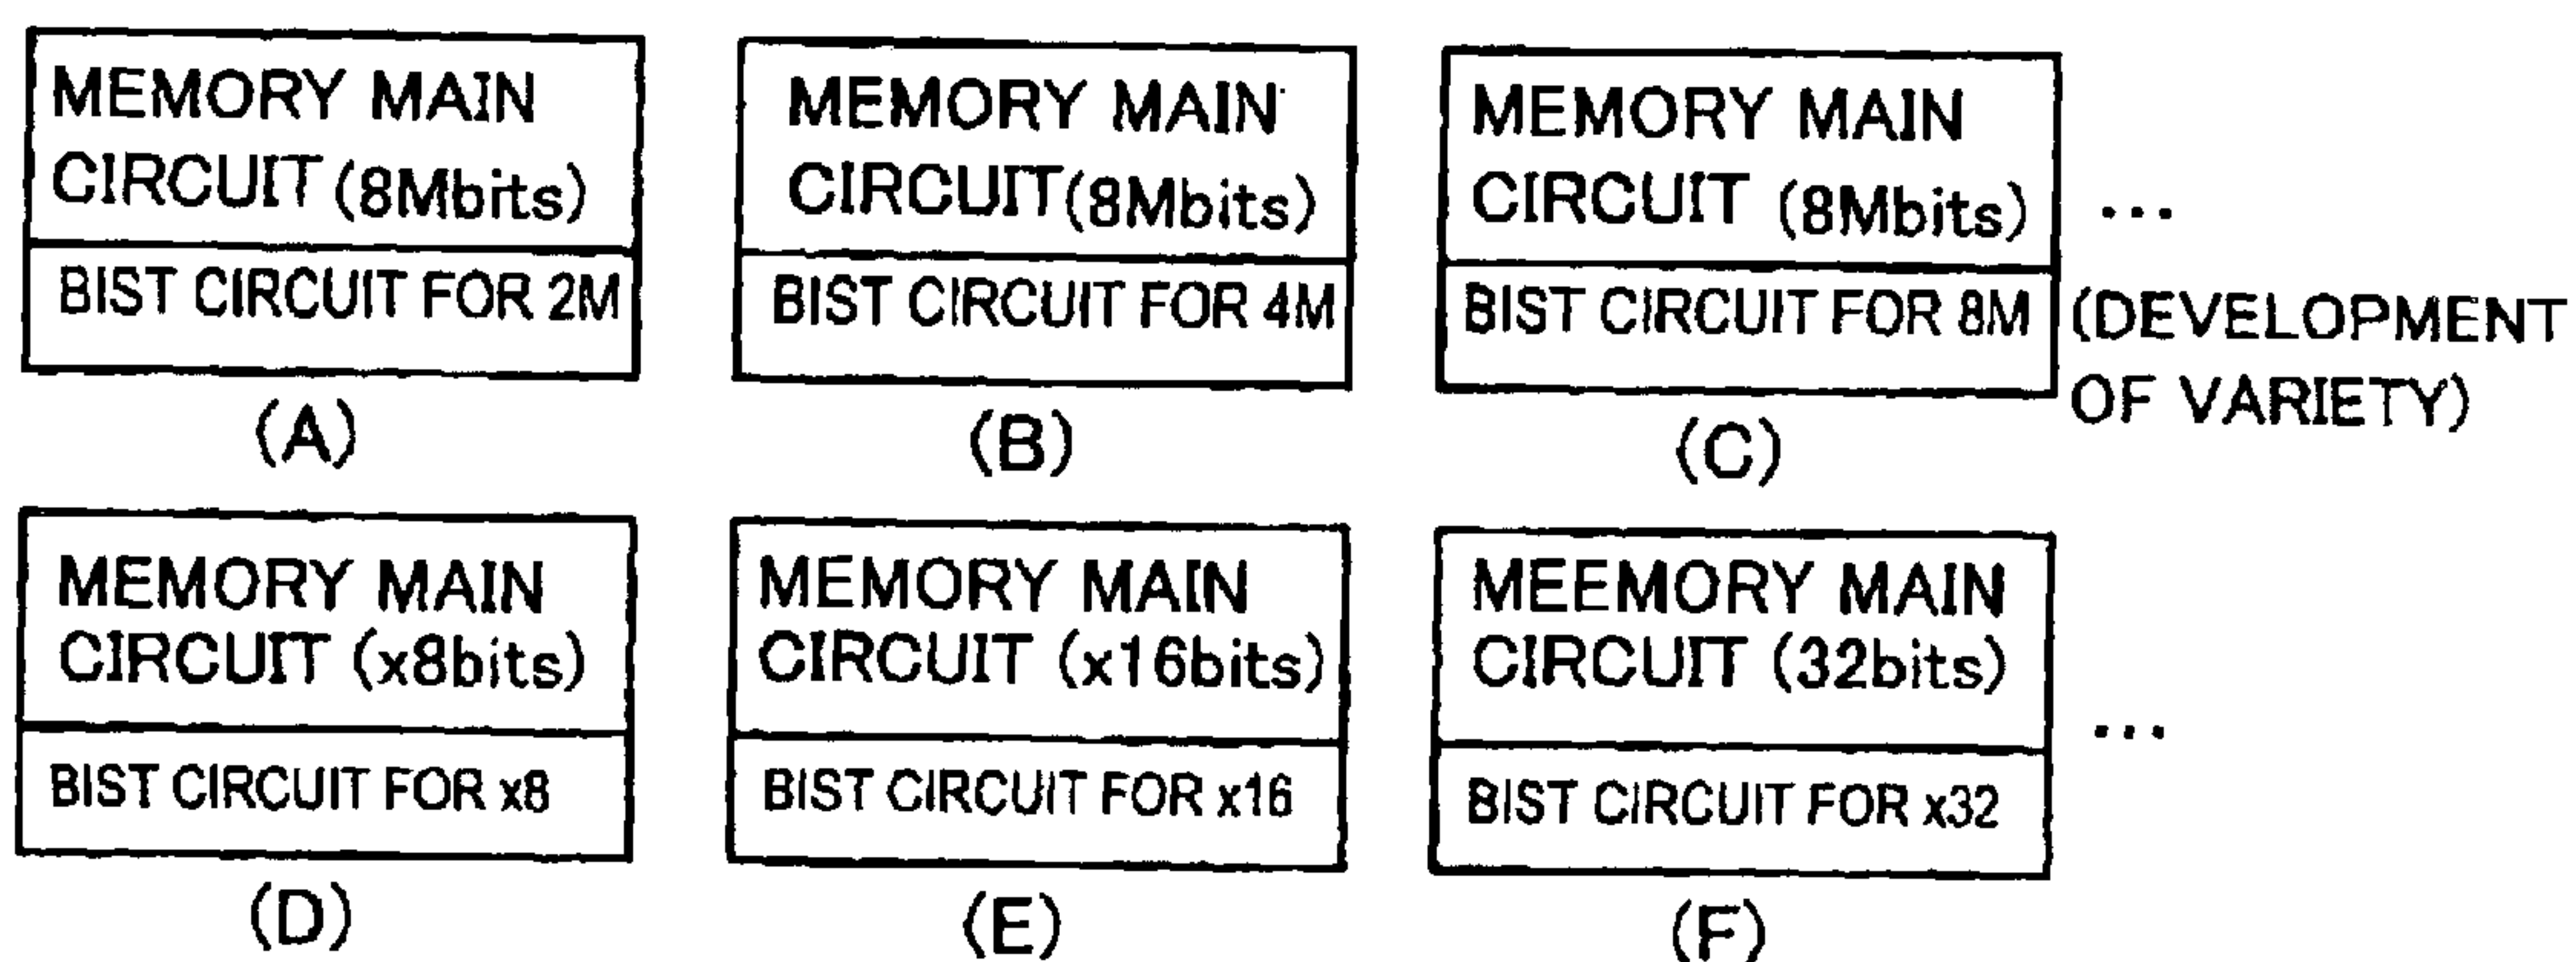 MEMORY MAIN
CIRCUIT (8Mbits)
BIST CIRCUIT FOR 2M
(A)
MEMORY MAIN
CIRCUIT(8Mbits)
BIST CIRCUIT FOR 4M
(B)
MEMORY MAIN
CIRCUIT (8Mbits)
BIST CIRCUIT FOR 8M
(C)
...
(DEVELOPMENT
OF VARIETY)
MEMORY MAIN
CIRCUIT (x8bits)
BIST CIRCUIT FOR x8
(D)
MEMORY MAIN
CIRCUIT (x16bits)
BIST CIRCUIT FOR x16
(E)
MEEMORY MAIN
CIRCUIT (32bits)
BIST CIRCUIT FOR x32
(F)
...